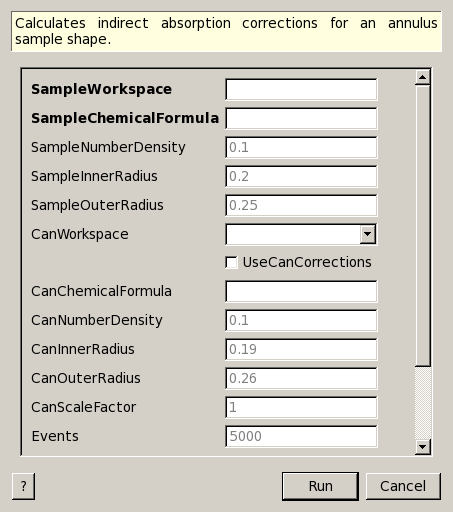 Calculates indirect absorption corrections for an annulus
sample shape.
SampleWorkspace
SampleChemicalFormula
SampleNumberDensity 0.1
SampleInnerRadius 0.2
SampleOuterRadius 0.25
CanWorkspace
UseCanCorrections
CanChemicalFormula
CanNumberDensity 0.1
CanInnerRadius 0.19
CanOuterRadius 0.26
CanScaleFactor 1
Events 5000
? Run Cancel